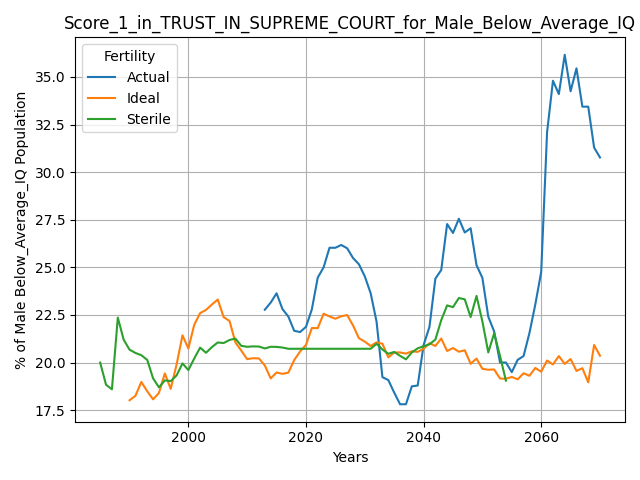 Score_1_in_TRUST_IN_SUPREME_COURT_for_Male_Below_Average_IQ
Fertility
Actual
Ideal
Sterile
% of Male Below_Average_IQ Population
35.0
32.5
30.0
27.5
25.0
22.5
20.0
17.5
2000
2020
2040
2060
Years